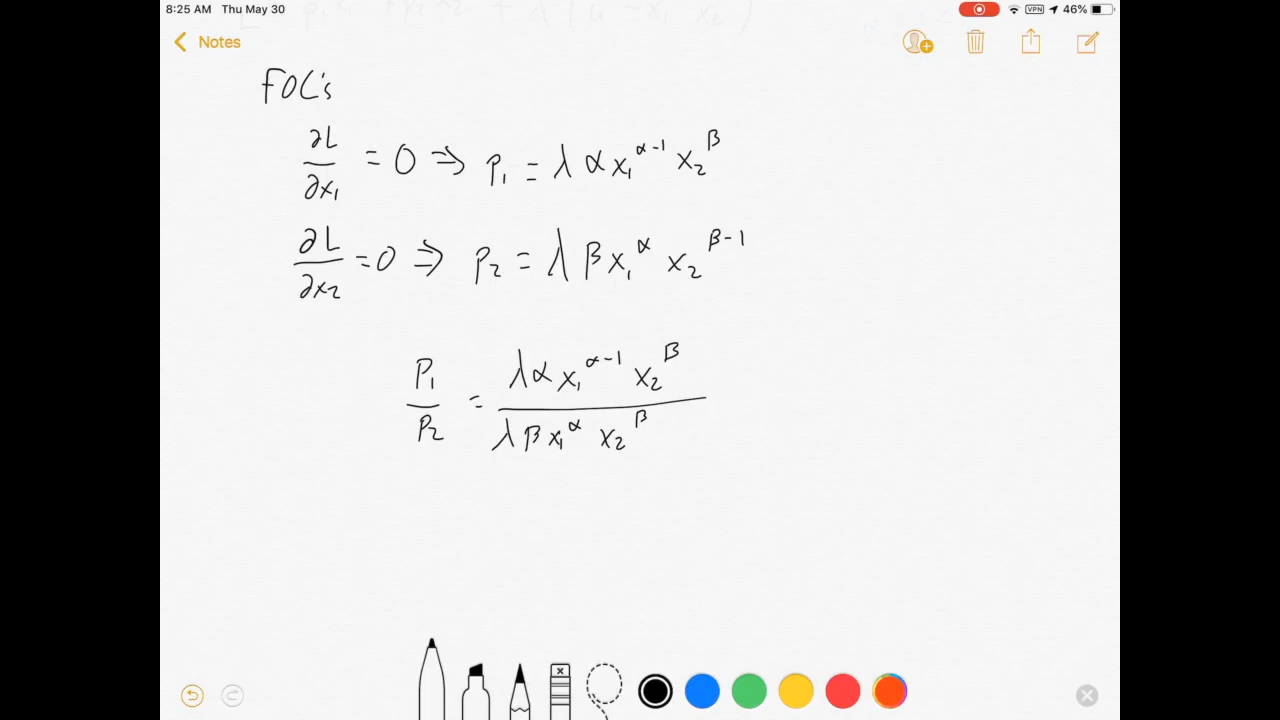 8:25 AM Thu May 30 VPN 46%
Notes
FOC's
∂L/∂x₁ = 0 ⇒ p₁ = λ α x₁^(α-1) x₂^β
∂L/∂x₂ = 0 ⇒ p₂ = λ β x₁^α x₂^(β-1)
P₁/P₂ = λ α x₁^(α-1) x₂^β / λ β x₁^α x₂^β